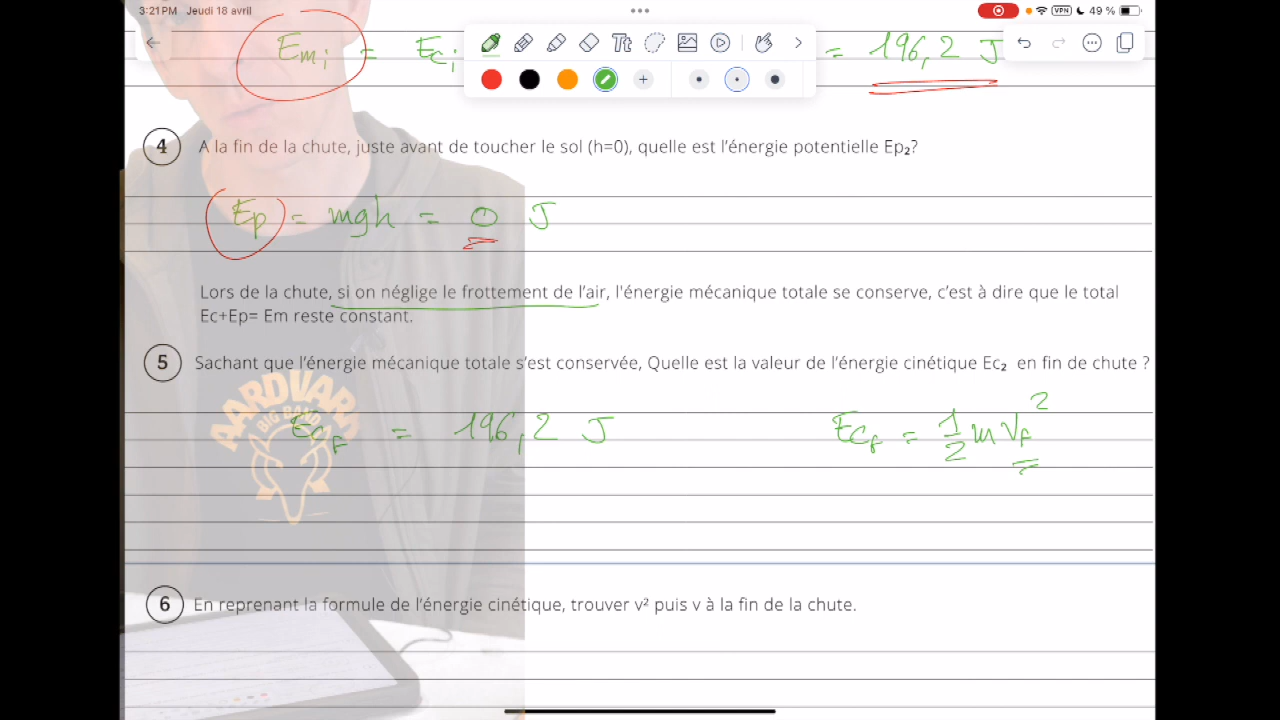 3:21 PM Jeudi 18 avril
VPN 49 %
Em i = Ec i = 196,2 J
Tt
4 A la fin de la chute, juste avant de toucher le sol (h=0), quelle est l'énergie potentielle Ep₂?
Ep = mgh = 0 J
Lors de la chute, si on néglige le frottement de l'air, l'énergie mécanique totale se conserve, c'est à dire que le total
Ec+Ep= Em reste constant.
5 Sachant que l'énergie mécanique totale s'est conservée, Quelle est la valeur de l'énergie cinétique Ec₂ en fin de chute ?
AARDVARK
BIG BAND
Ec f = 196,2 J Ec f = 1/2 m Vf²
6 En reprenant la formule de l'énergie cinétique, trouver v² puis v à la fin de la chute.